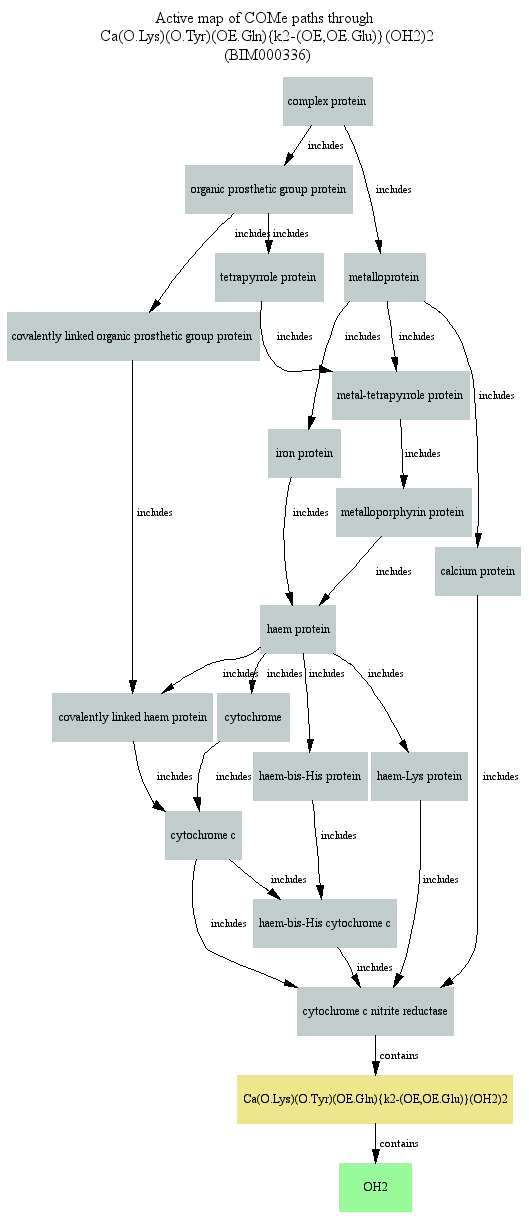 Active map of COMe paths through
Ca(O.Lys)(O.Tyr)(OE.Gln){k2-(OE,OE.Glu)}(OH2)2
(BIM000336)
complex protein
includes
organic prosthetic group protein
includes
includes
includes
tetrapyrrole protein
metalloprotein
covalently linked organic prosthetic group protein
includes
includes
includes
metal-tetrapyrrole protein
includes
iron protein
includes
metalloporphyrin protein
includes
includes
calcium protein
includes
haem protein
includes
includes
includes
includes
covalently linked haem protein
cytochrome
haem-bis-His protein
haem-Lys protein
includes
includes
includes
cytochrome c
includes
includes
includes
haem-bis-His cytochrome c
includes
includes
cytochrome c nitrite reductase
contains
Ca(O.Lys)(O.Tyr)(OE.Gln){k2-(OE,OE.Glu)}(OH2)2
contains
OH2